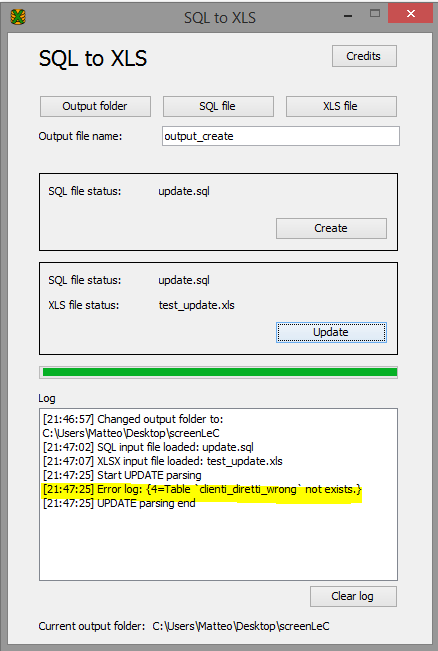 SQL to XLS
SQL to XLS
Credits
Output folder
SQL file
XLS file
Output file name:
output_create
SQL file status: update.sql
Create
SQL file status: update.sql
XLS file status: test_update.xls
Update
Log
[21:46:57] Changed output folder to:
C:\Users\Matteo\Desktop\screenLeC
[21:47:02] SQL input file loaded: update.sql
[21:47:07] XLSX input file loaded: test_update.xls
[21:47:25] Start UPDATE parsing
[21:47:25] Error log: {4=Table `clienti_diretti_wrong` not exists.}
[21:47:25] UPDATE parsing end
Clear log
Current output folder: C:\Users\Matteo\Desktop\screenLeC